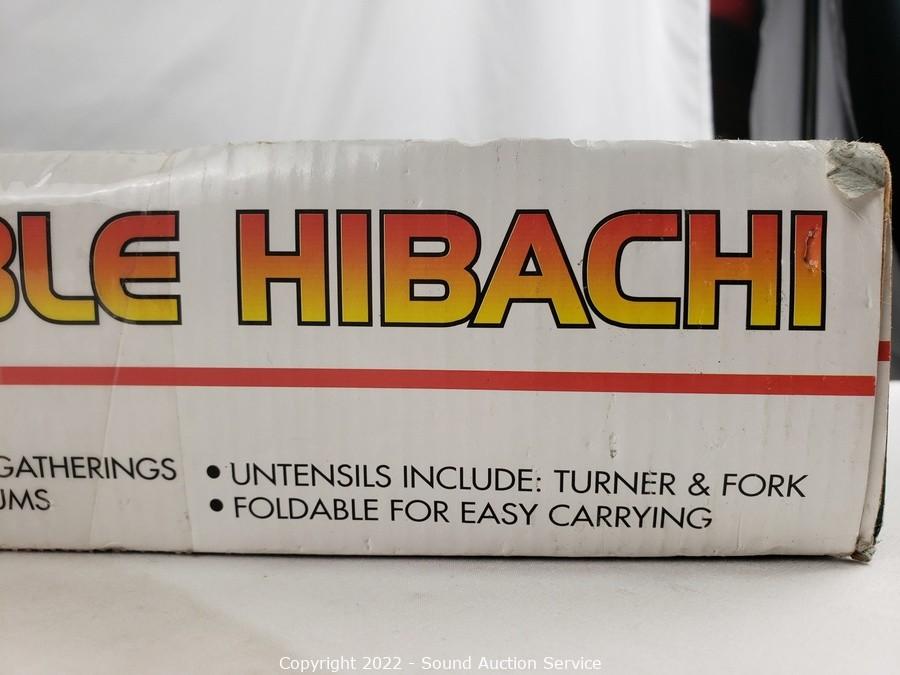 BLE HIBACHI
GATHERINGS
UMS
• UNTENSILS INCLUDE: TURNER & FORK
• FOLDABLE FOR EASY CARRYING
Copyright 2022 - Sound Auction Service